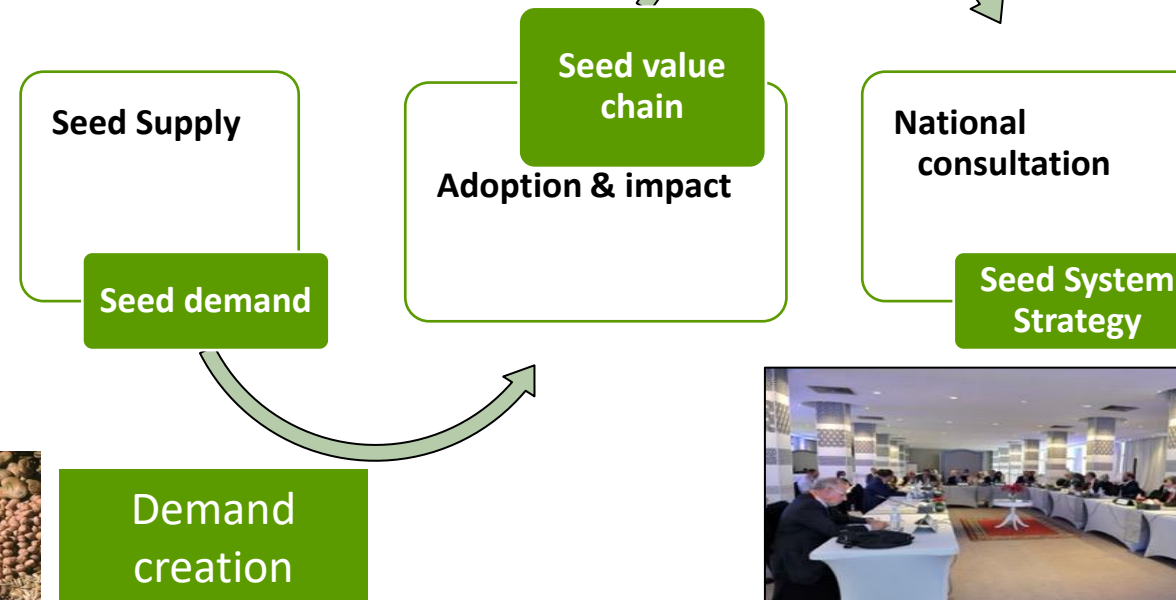 Seed Supply
Seed demand
Seed value
chain
Adoption & impact
National
consultation
Seed System
Strategy
Demand
creation